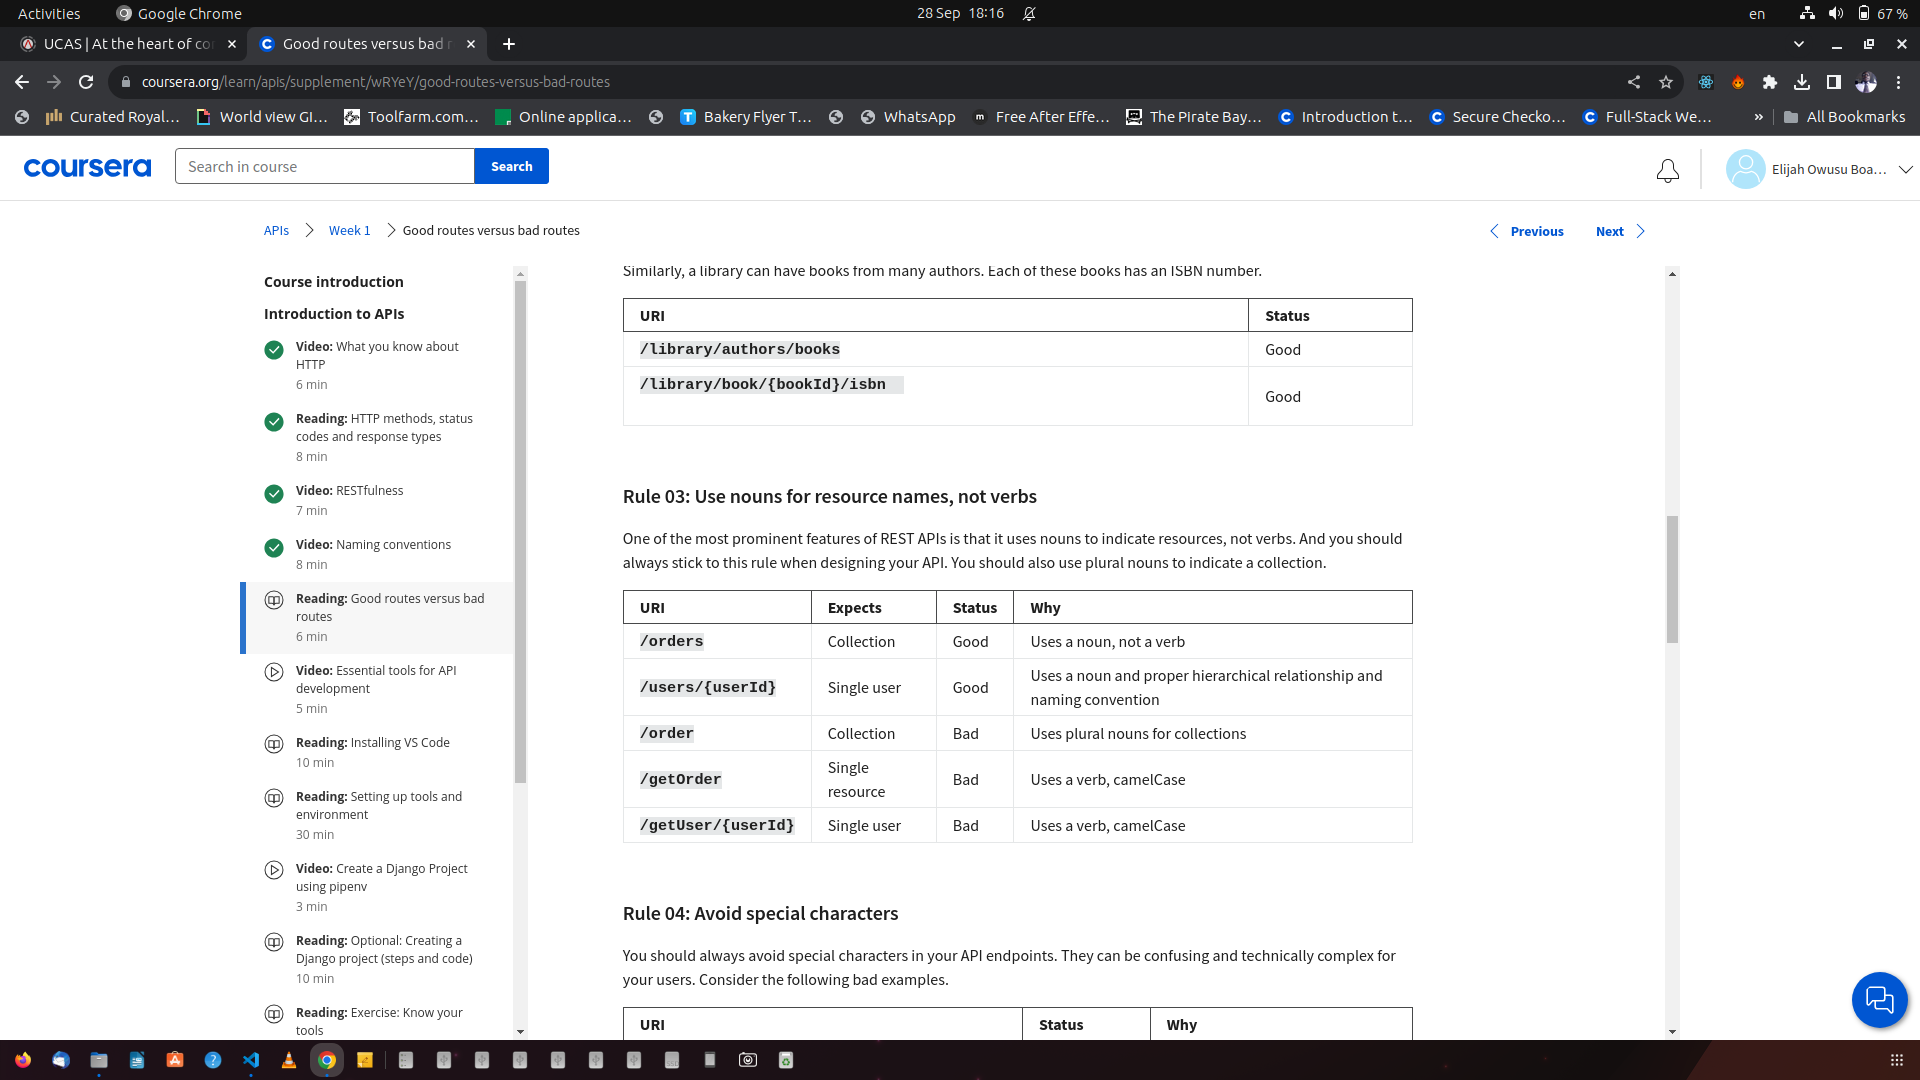 Activities
Google Chrome
28 Sep 18:16
en
67 %
UCAS | At the heart of co
Good routes versus bad r
coursera.org/learn/apis/supplement/wRYeY/good-routes-versus-bad-routes
Curated Royal…
World view GI…
Toolfarm.com…
Online applica…
Bakery Flyer T…
WhatsApp
Free After Effe…
The Pirate Bay…
Introduction t…
Secure Checko…
Full-Stack We…
»
All Bookmarks
coursera
Search in course
Search
Elijah Owusu Boa…
APIs
Week 1
Good routes versus bad routes
Previous
Next
Course introduction
Introduction to APIs
Video: What you know about
HTTP
6 min
Reading: HTTP methods, status
codes and response types
8 min
Video: RESTfulness
7 min
Video: Naming conventions
8 min
Reading: Good routes versus bad
routes
6 min
Video: Essential tools for API
development
5 min
Reading: Installing VS Code
10 min
Reading: Setting up tools and
environment
30 min
Video: Create a Django Project
using pipenv
3 min
Reading: Optional: Creating a
Django project (steps and code)
10 min
Reading: Exercise: Know your
tools
Similarly, a library can have books from many authors. Each of these books has an ISBN number.
URI Status
/library/authors/books Good
/library/book/{bookId}/isbn Good
Rule 03: Use nouns for resource names, not verbs
One of the most prominent features of REST APIs is that it uses nouns to indicate resources, not verbs. And you should
always stick to this rule when designing your API. You should also use plural nouns to indicate a collection.
URI Expects Status Why
/orders Collection Good Uses a noun, not a verb
/users/{userId} Single user Good Uses a noun and proper hierarchical relationship and
naming convention
/order Collection Bad Uses plural nouns for collections
/getOrder Single
resource Bad Uses a verb, camelCase
/getUser/{userId} Single user Bad Uses a verb, camelCase
Rule 04: Avoid special characters
You should always avoid special characters in your API endpoints. They can be confusing and technically complex for
your users. Consider the following bad examples.
URI Status Why